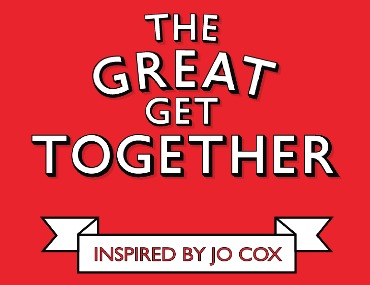 THE
GREAT
GET
TOGETHER
INSPIRED BY JO COX